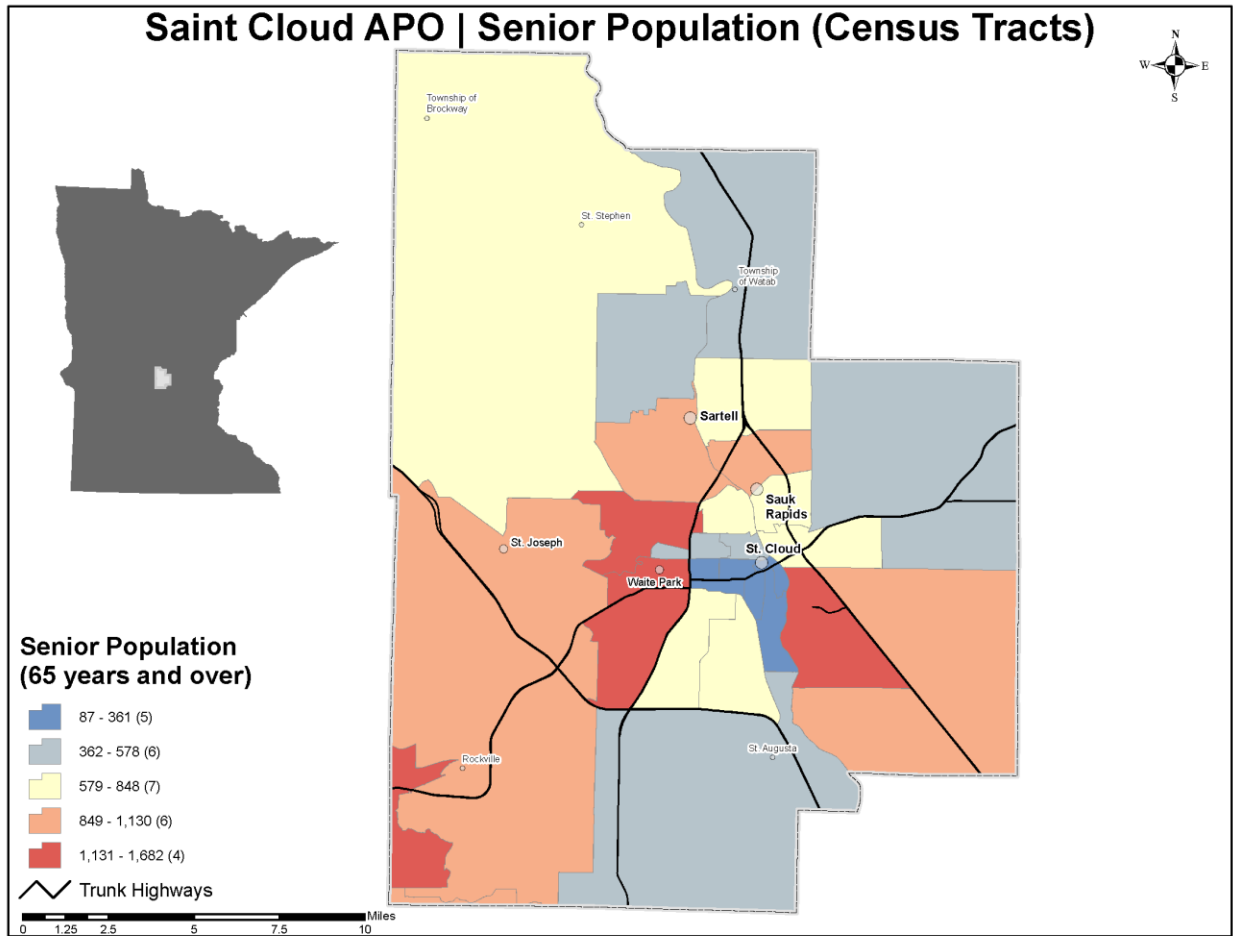 Saint Cloud APO | Senior Population (Census Tracts)
N
W
E
S
Township of
Brockway
St. Stephen
Township
of Watab
Sartell
Sauk
Rapids
St. Joseph
St. Cloud
Waite Park
St. Augusta
Rockville
Senior Population
(65 years and over)
87 - 361 (5)
362 - 578 (6)
579 - 848 (7)
849 - 1,130 (6)
1,131 - 1,682 (4)
Trunk Highways
Miles
0 1.25 2.5 5 7.5 10